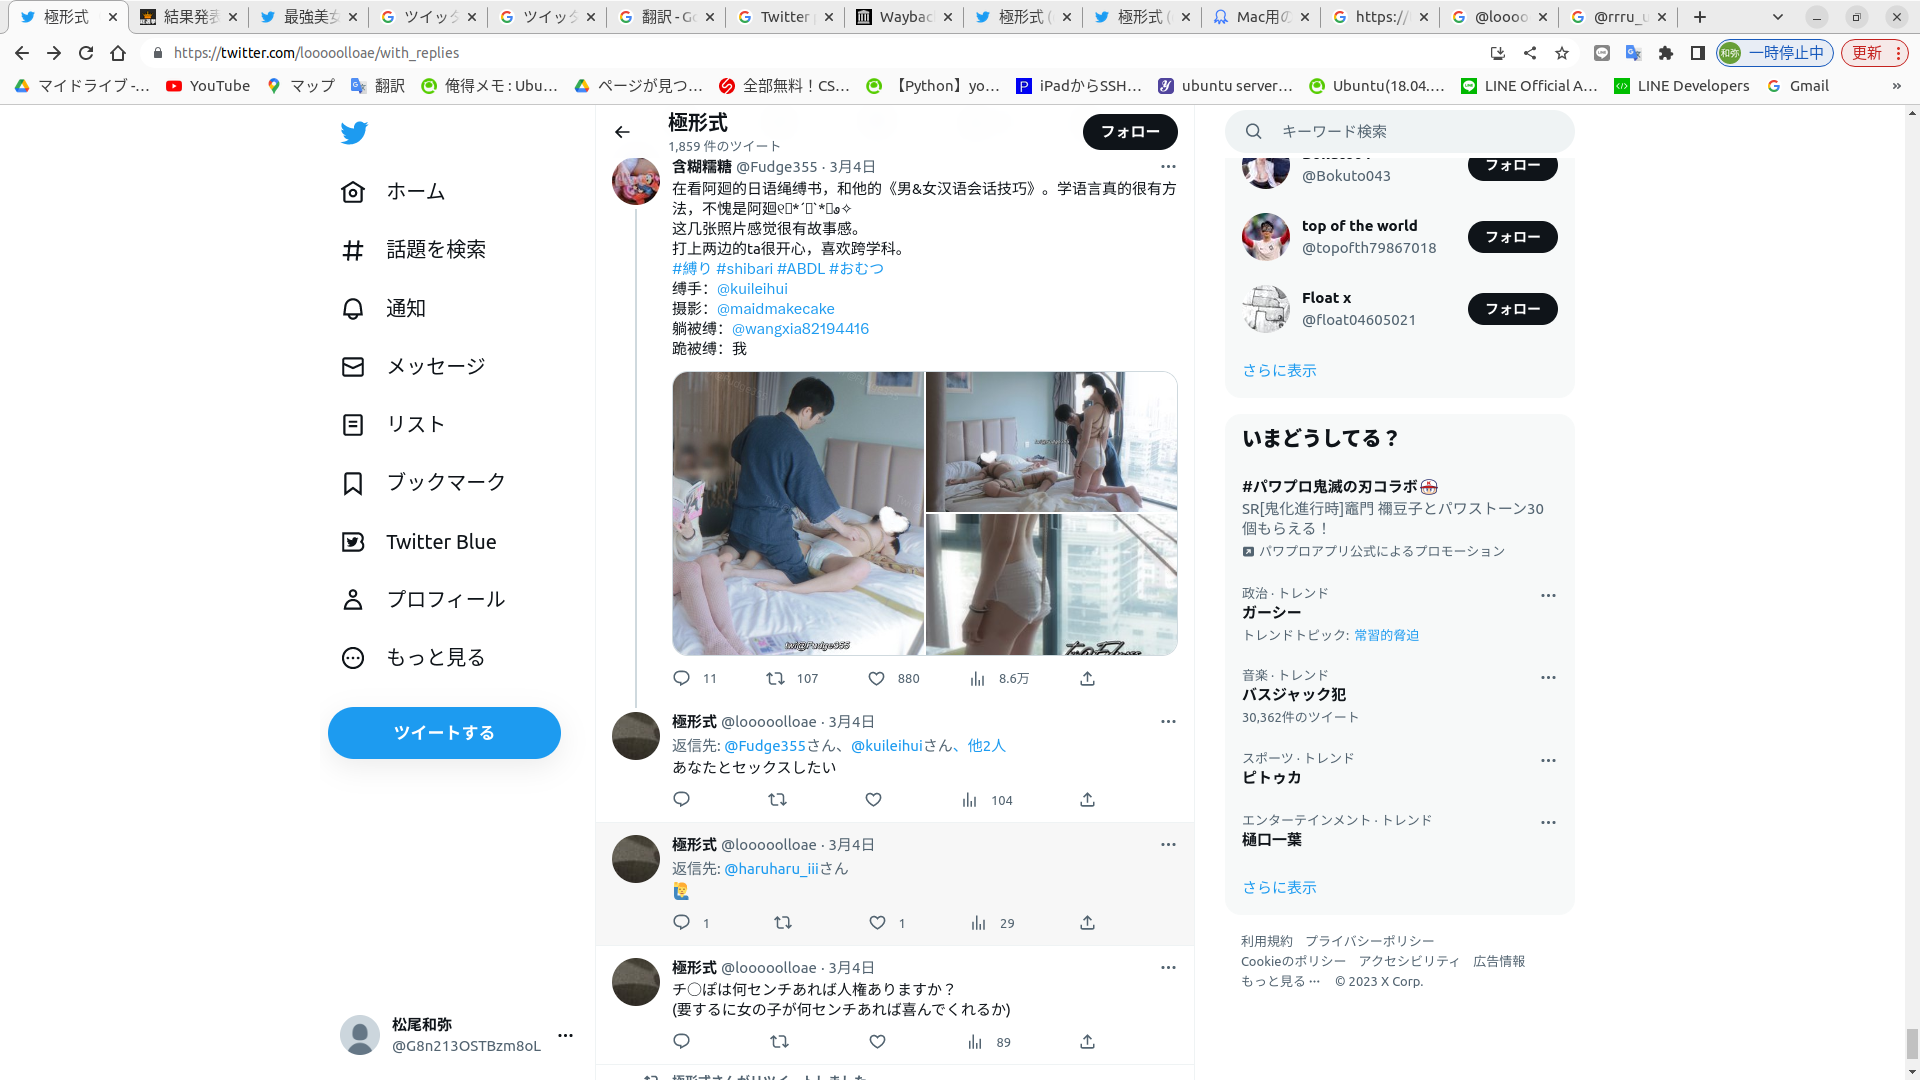 極形式
結果発表
最強美女
ツイッタ
ツイッタ
翻訳 - Go
Twitter p
Wayback
極形式 (
極形式 (
Mac用の
https://
@loooo
@rrru_u
https://twitter.com/looooolloae/with_replies
和弥
一時停止中
更新
マイドライブ -...
YouTube
マップ
翻訳
俺得メモ : Ubu...
ページが見つ...
全部無料！CS...
【Python】yo...
iPadからSSH...
ubuntu server...
Ubuntu(18.04....
LINE Official A...
LINE Developers
Gmail
»
ホーム
話題を検索
通知
メッセージ
リスト
ブックマーク
Twitter Blue
プロフィール
もっと見る
ツイートする
松尾和弥
@G8n213OSTBzm8oL
極形式
1,859 件のツイート
フォロー
含糊糯糖 @Fudge355 · 3月4日
在看阿廻的日语绳缚书，和他的《男&女汉语会话技巧》。学语言真的很有方
法，不愧是阿廻
这几张照片感觉很有故事感。
打上两边的ta很开心，喜欢跨学科。
#縛り #shibari #ABDL #おむつ
缚手：@kuileihui
摄影：@maidmakecake
躺被缚：@wangxia82194416
跪被缚：我
twi@Fudge355
11
107
880
8.6万
極形式 @looooolloae · 3月4日
返信先: @Fudge355さん、@kuileihuiさん、他2人
あなたとセックスしたい
104
極形式 @looooolloae · 3月4日
返信先: @haruharu_iiiさん
🙋‍♂️
1
1
29
極形式 @looooolloae · 3月4日
チ〇ぽは何センチあれば人権ありますか？
(要するに女の子が何センチあれば喜んでくれるか)
89
極形式さんがリツイートしました
キーワード検索
@Bokuto043
フォロー
top of the world
@topofth79867018
フォロー
Float x
@float04605021
フォロー
さらに表示
いまどうしてる？
#パワプロ鬼滅の刃コラボ
SR[鬼化進行時]竈門 禰豆子とパワストーン30
個もらえる！
パワプロアプリ公式によるプロモーション
政治 · トレンド
ガーシー
トレンドトピック: 常習的脅迫
音楽 · トレンド
バスジャック犯
30,362件のツイート
スポーツ · トレンド
ピトゥカ
エンターテインメント · トレンド
樋口一葉
さらに表示
利用規約 プライバシーポリシー
Cookieのポリシー アクセシビリティ 広告情報
もっと見る ··· © 2023 X Corp.